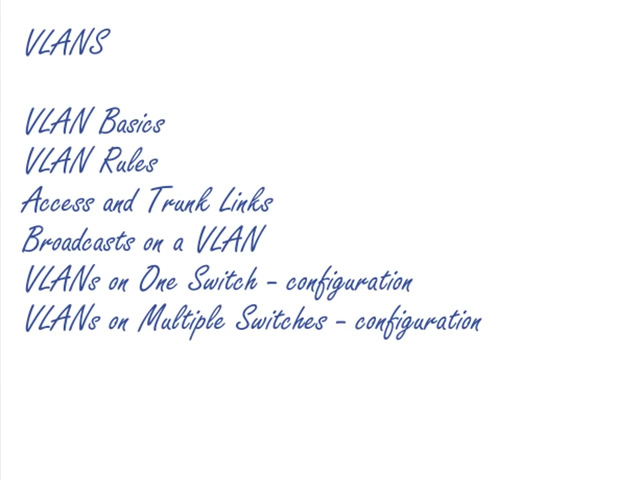 VLANS
VLAN Basics
VLAN Rules
Access and Trunk Links
Broadcasts on a VLAN
VLANs on One Switch - configuration
VLANs on Multiple Switches - configuration